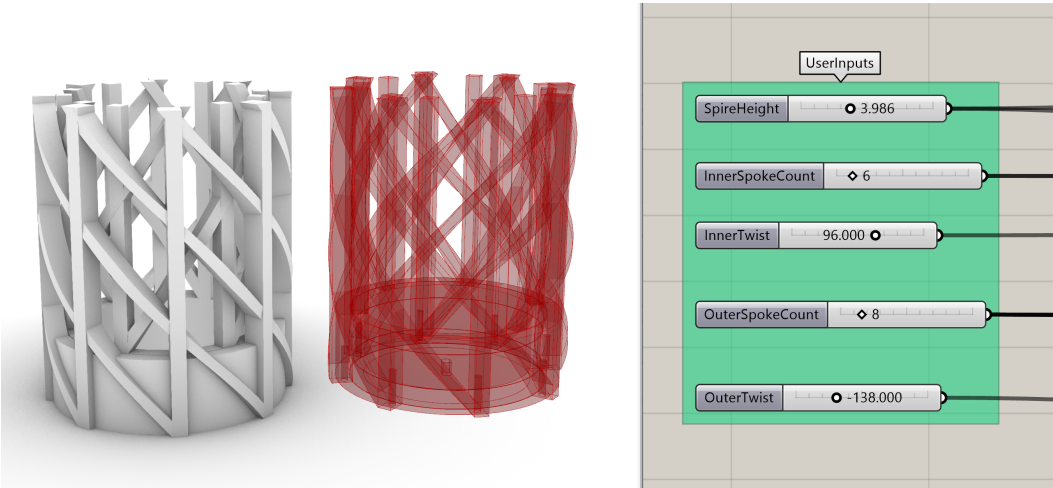 UserInputs
SpireHeight 3.986
InnerSpokeCount 6
InnerTwist 96.000
OuterSpokeCount 8
OuterTwist -138.000